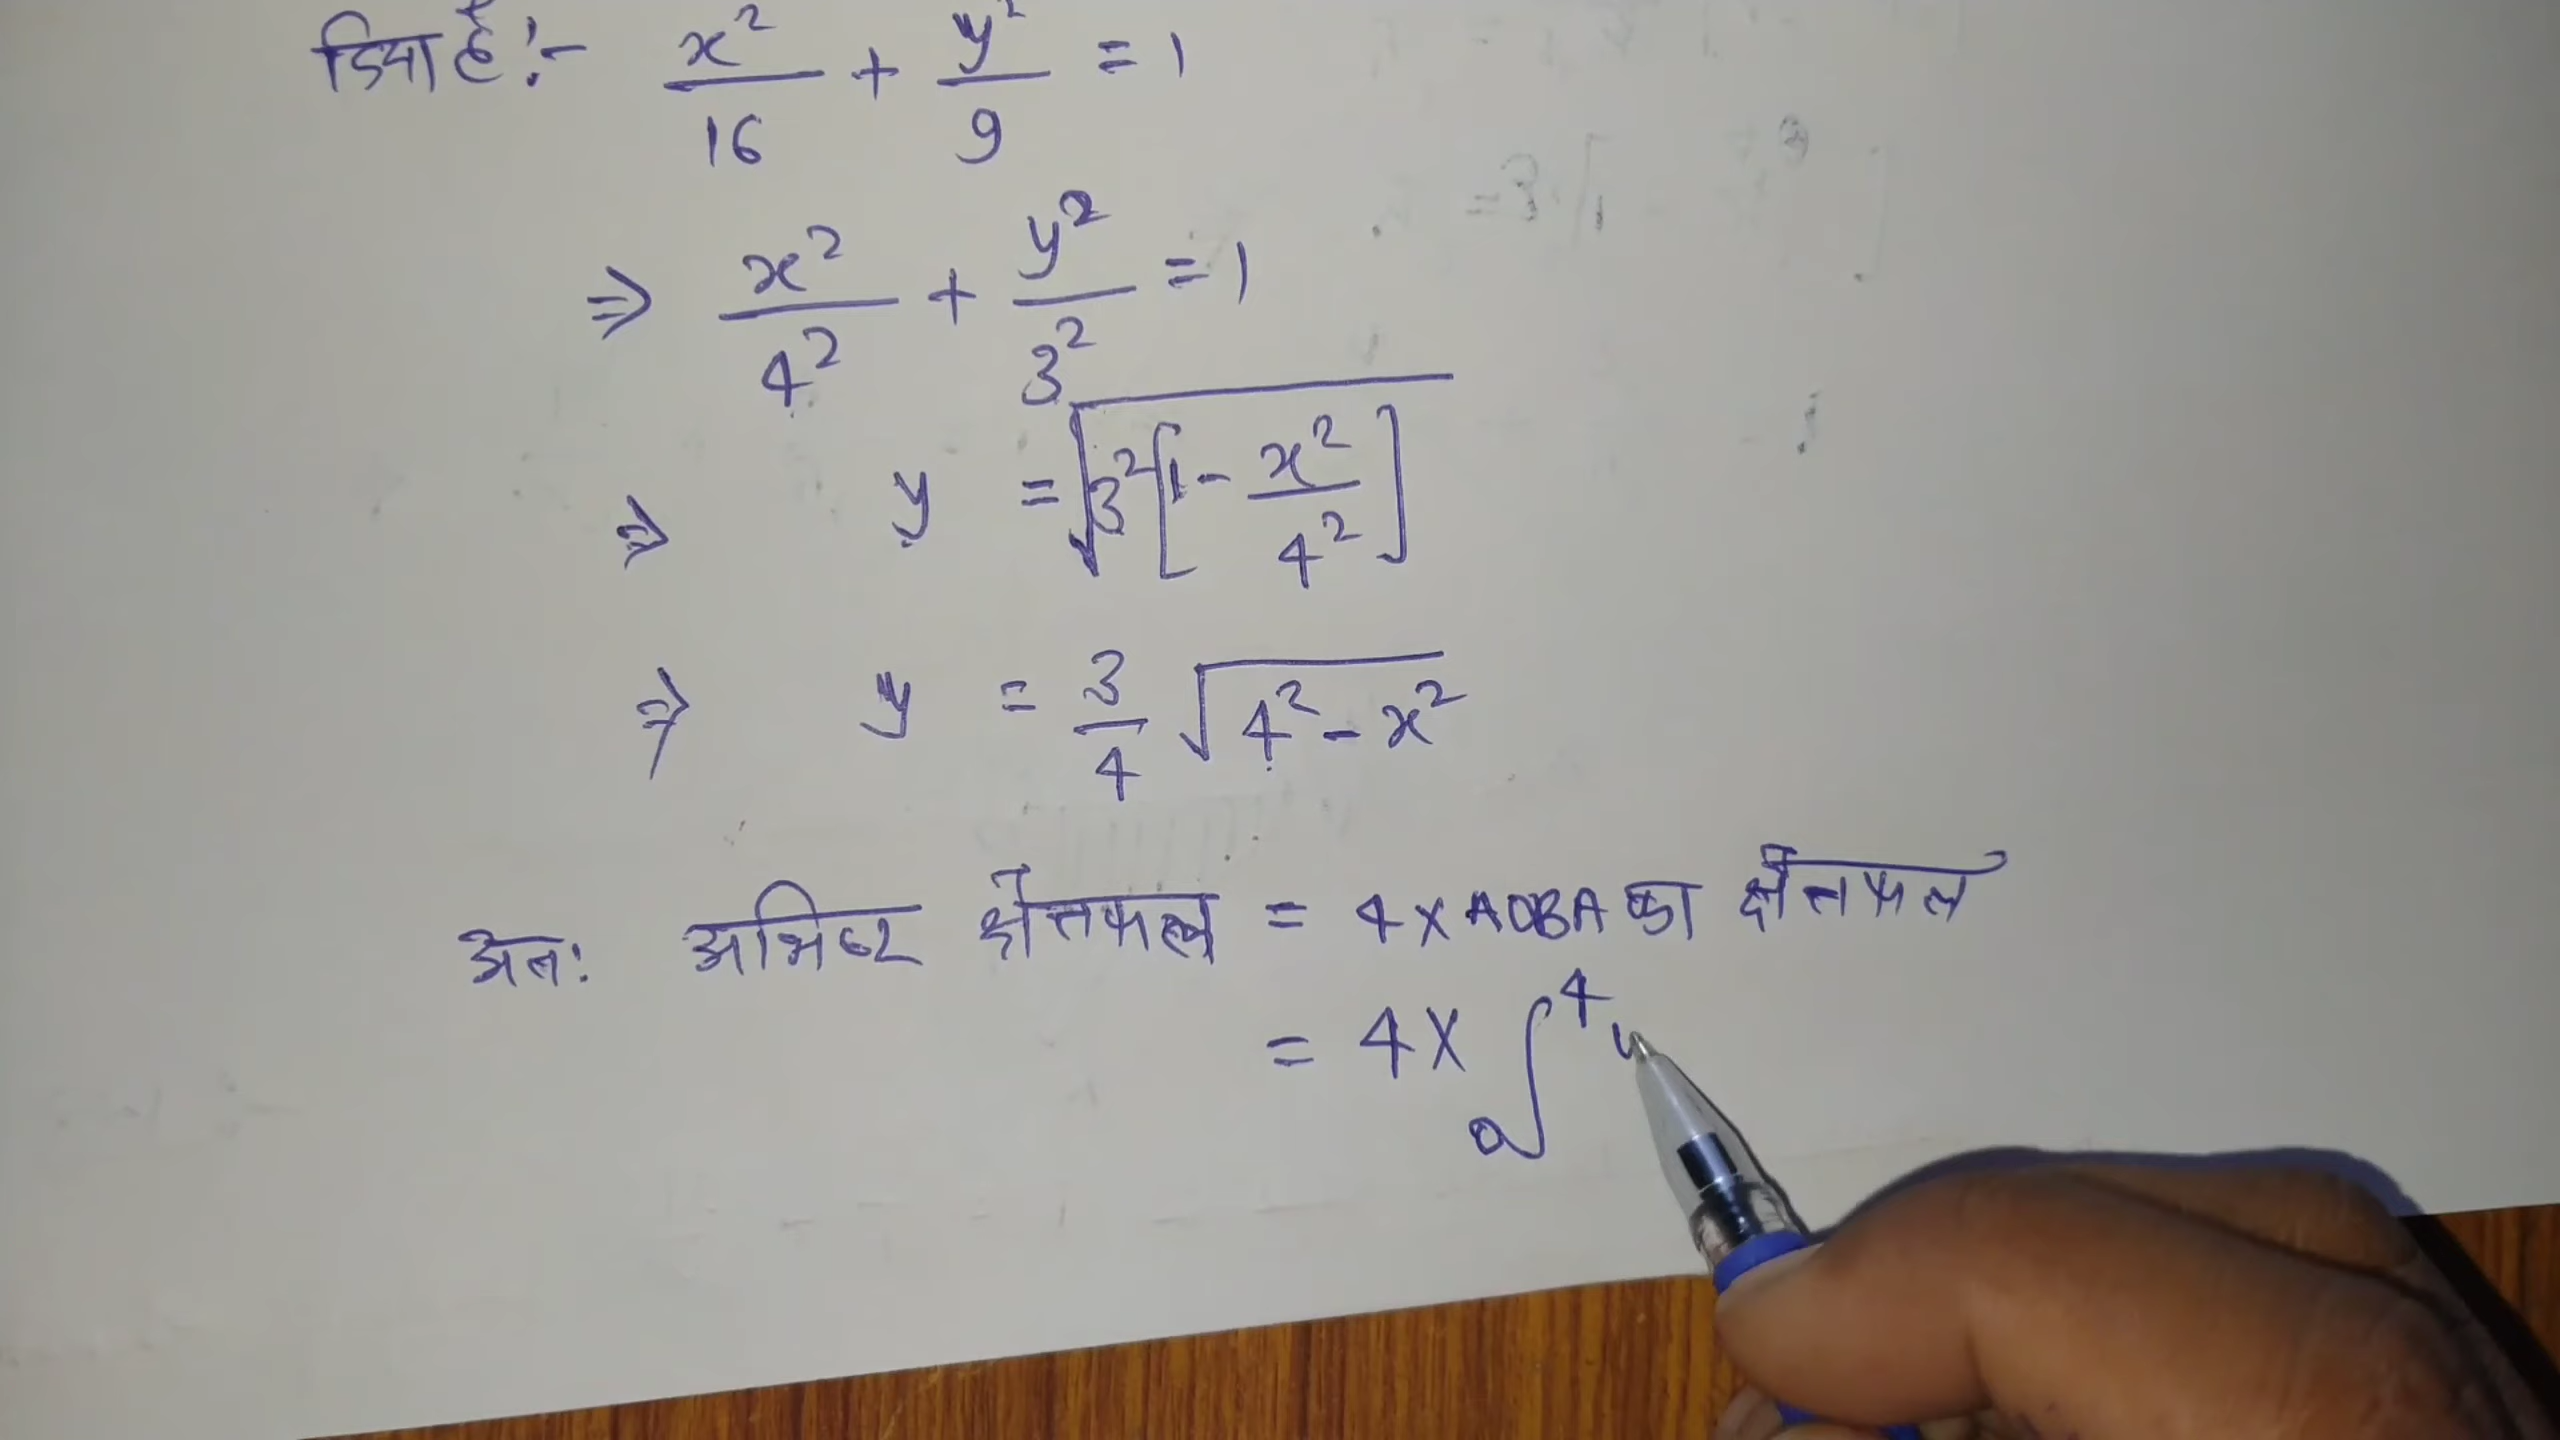 दिया है :- x²/16 + y²/9 = 1
⇒ x²/4² + y²/3² = 1
⇒ y = √(3²[1 - x²/4²])
⇒ y = 3/4 √(4² - x²)
अतः अभिष्ट क्षेत्रफल = 4 X AOBA का क्षेत्रफल
= 4 X ∫₀⁴